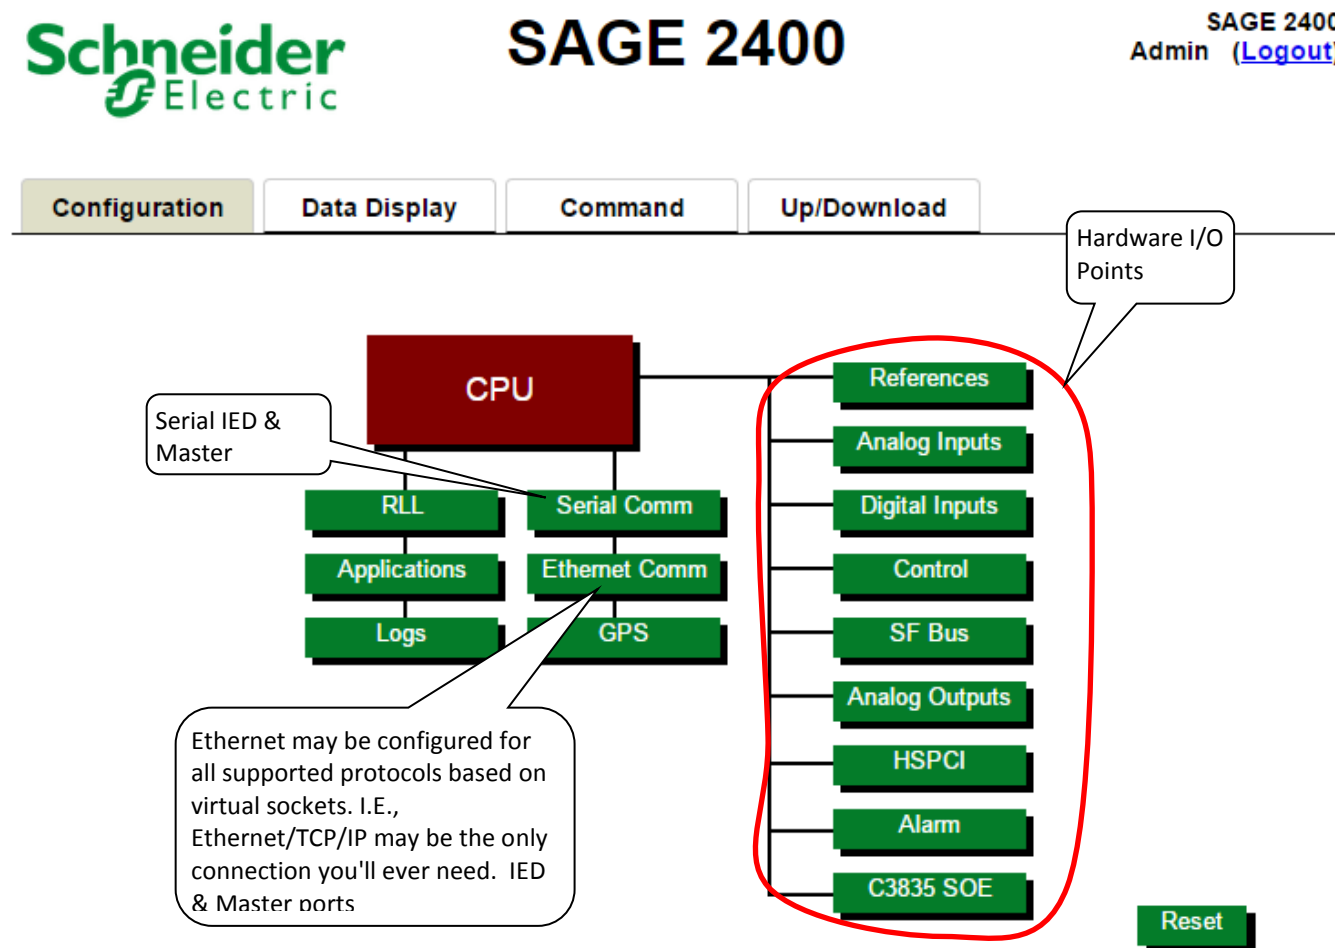 Schneider
Electric
SAGE 2400
SAGE 2400
Admin (Logout)
Configuration
Data Display
Command
Up/Download
Hardware I/O
Points
CPU
Serial IED &
Master
RLL
Serial Comm
Applications
Ethernet Comm
Logs
GPS
References
Analog Inputs
Digital Inputs
Control
SF Bus
Analog Outputs
HSPCI
Alarm
C3835 SOE
Ethernet may be configured for
all supported protocols based on
virtual sockets. I.E.,
Ethernet/TCP/IP may be the only
connection you'll ever need. IED
& Master ports
Reset